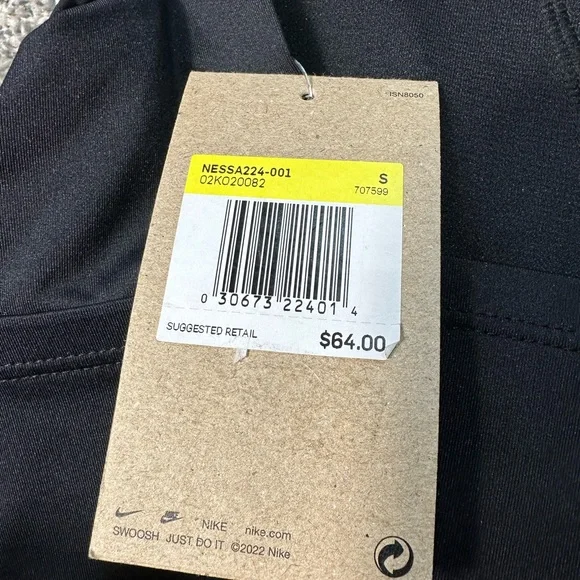 ISN8050
NESSA224-001 S
02KO20082 707599
0 30673 22401 4
SUGGESTED RETAIL $64.00
NIKE nike.com
SWOOSH JUST DO IT ©2022 Nike